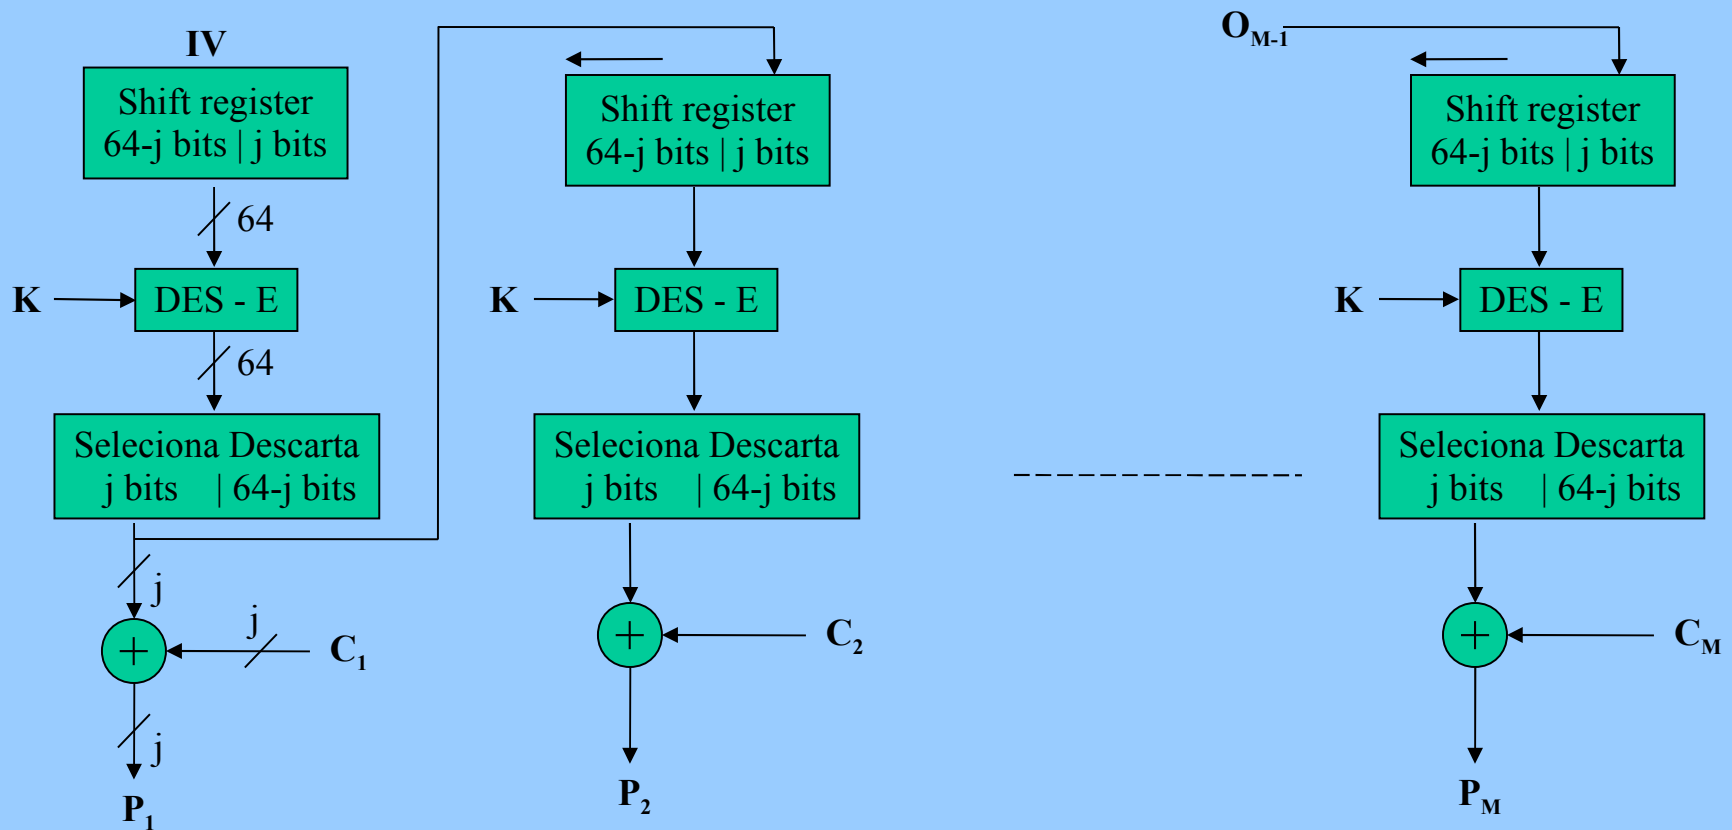 IV
Shift register
64-j bits | j bits
64
K
DES - E
64
Seleciona Descarta
j bits | 64-j bits
j
+
j
C1
j
P1
Shift register
64-j bits | j bits
K
DES - E
Seleciona Descarta
j bits | 64-j bits
+
C2
P2
OM-1
Shift register
64-j bits | j bits
K
DES - E
Seleciona Descarta
j bits | 64-j bits
+
CM
PM